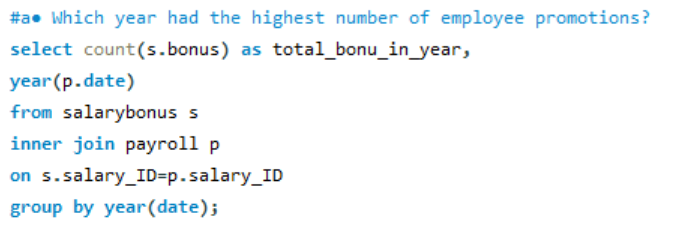 #a● Which year had the highest number of employee promotions?
select count(s.bonus) as total_bonu_in_year,
year(p.date)
from salarybonus s
inner join payroll p
on s.salary_ID=p.salary_ID
group by year(date);